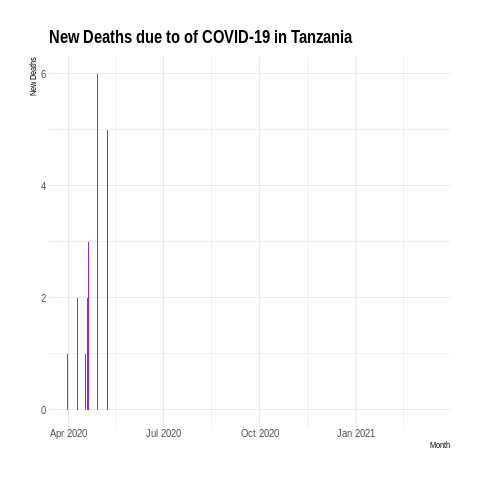 New Deaths due to of COVID-19 in Tanzania
New Deaths
6
4
2
0
Apr 2020 Jul 2020 Oct 2020 Jan 2021
Month